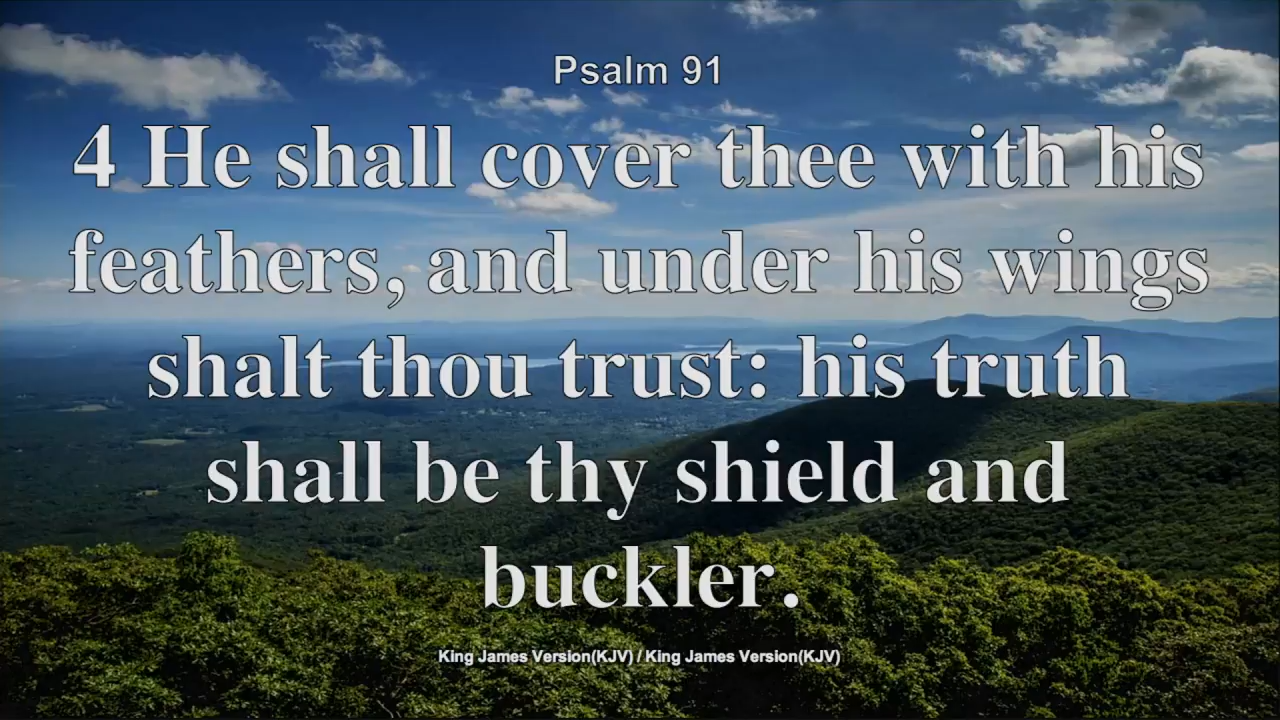 Psalm 91
4 He shall cover thee with his
feathers, and under his wings
shalt thou trust: his truth
shall be thy shield and
buckler.
King James Version(KJV) / King James Version(KJV)